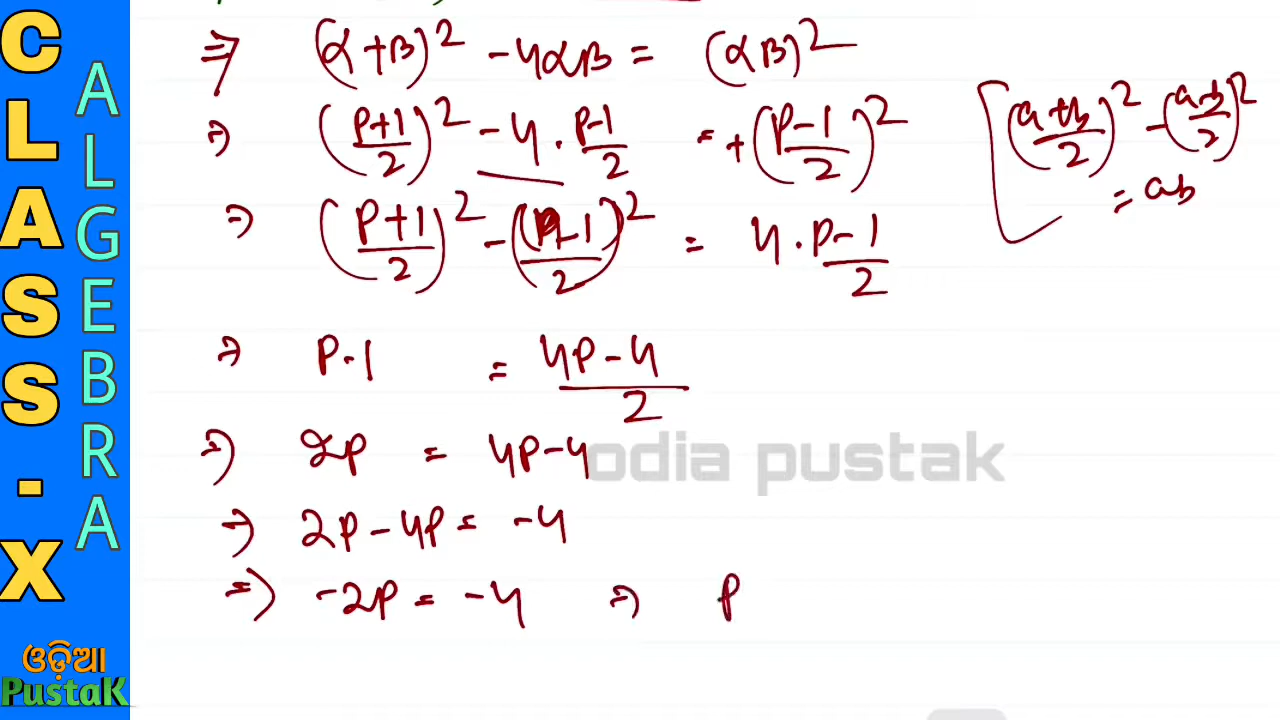 CLASS-X
ALGEBRA
ଓଡ଼ିଆ
PustaK
⇒ (α+β)² - 4αβ = (αβ)²
⇒ ((P+1)/2)² - 4 · (P-1)/2 = +((P-1)/2)²
[((a+b)/2)² - ((a-b)/2)²
= ab
⇒ ((P+1)/2)² - ((P-1)/2)² = 4 · (P-1)/2
⇒ P·1 = (4P-4)/2
⇒ 2P = 4P-4
⇒ 2P-4P = -4
⇒ -2P = -4 ⇒ P
odia pustak